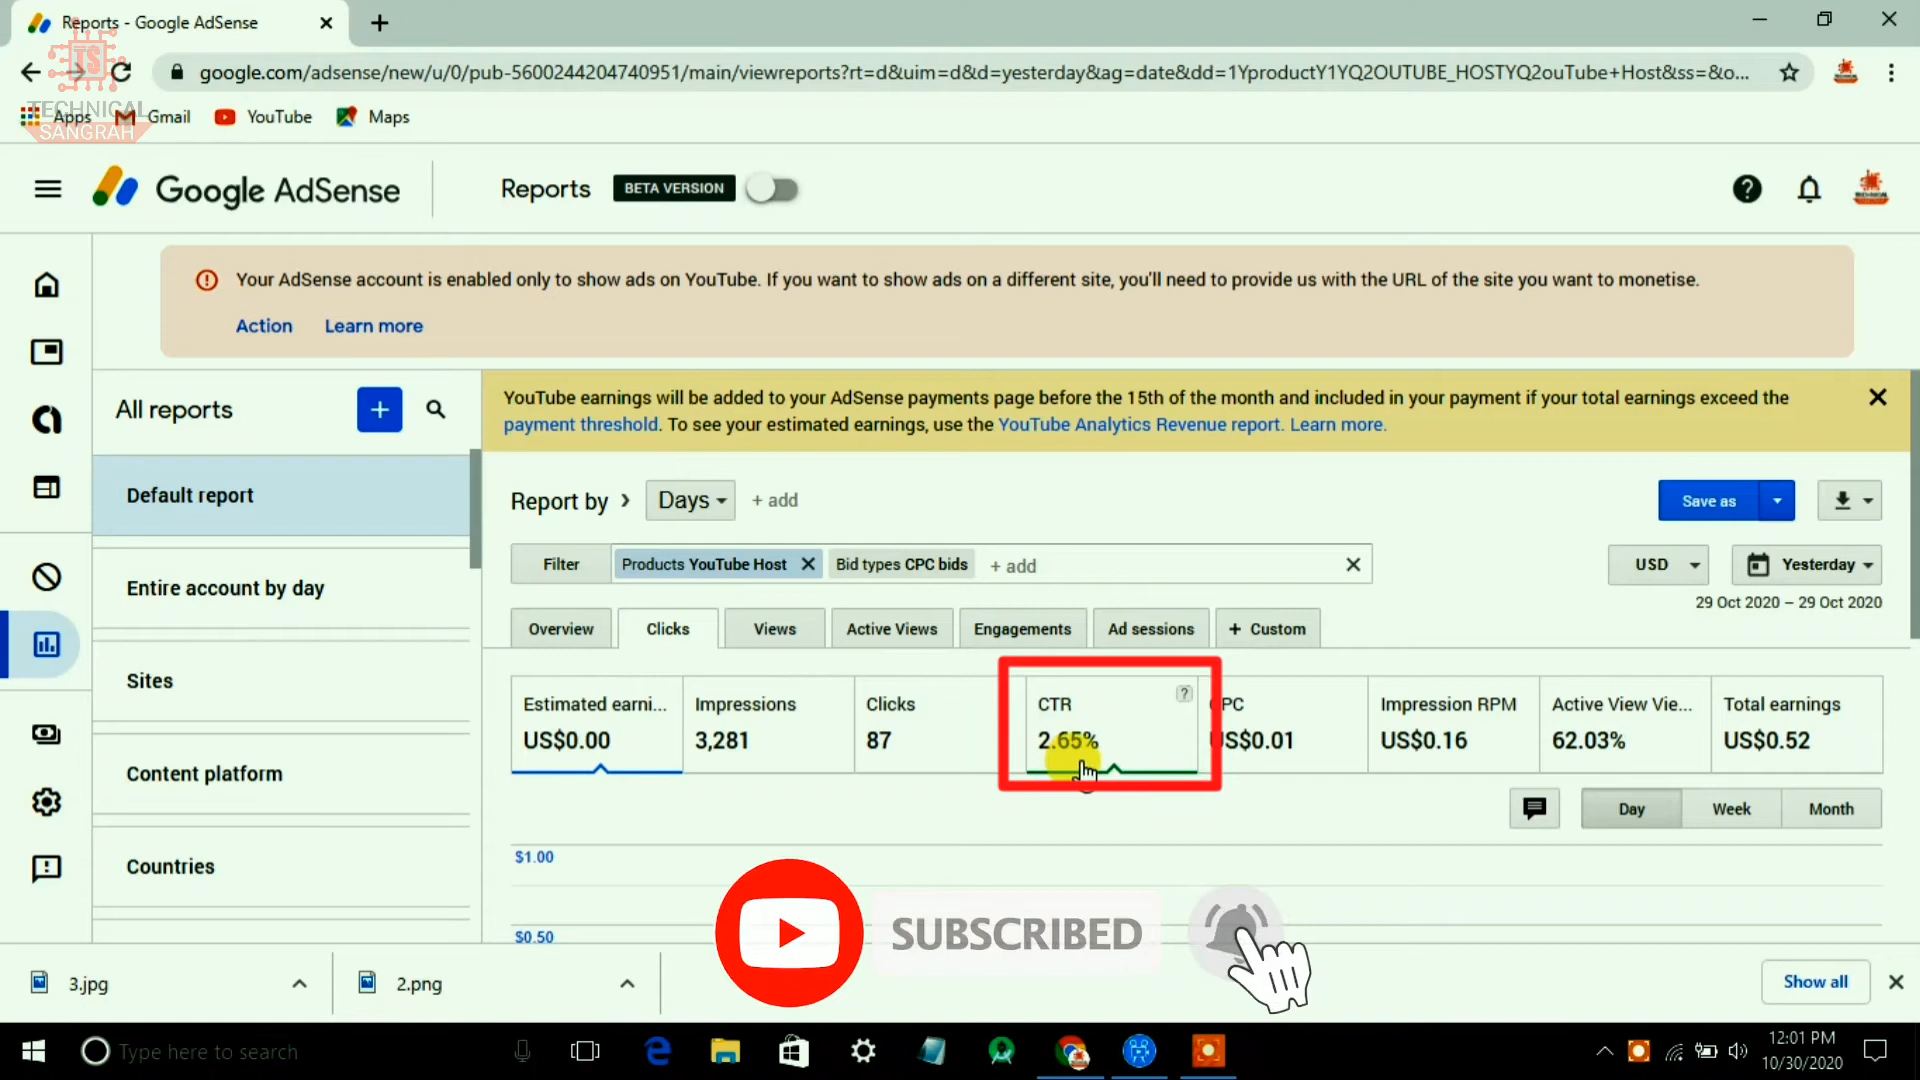 Reports - Google AdSense
google.com/adsense/new/u/0/pub-5600244204740951/main/viewreports?rt=d&uim=d&d=yesterday&ag=date&dd=1YproductY1YQ2OUTUBE_HOSTYQ2ouTube+Host&ss=&o...
TS
TECHNICAL
SANGRAH
Apps
Gmail
YouTube
Maps
Google AdSense
Reports
BETA VERSION
Your AdSense account is enabled only to show ads on YouTube. If you want to show ads on a different site, you'll need to provide us with the URL of the site you want to monetise.
Action Learn more
All reports
Default report
Entire account by day
Sites
Content platform
Countries
YouTube earnings will be added to your AdSense payments page before the 15th of the month and included in your payment if your total earnings exceed the
payment threshold. To see your estimated earnings, use the YouTube Analytics Revenue report. Learn more.
Report by › Days + add
Save as
Filter Products YouTube Host Bid types CPC bids + add
USD Yesterday
29 Oct 2020 – 29 Oct 2020
Overview Clicks Views Active Views Engagements Ad sessions + Custom
Estimated earni... Impressions Clicks CTR ? PC Impression RPM Active View Vie... Total earnings
US$0.00 3,281 87 2.65% US$0.01 US$0.16 62.03% US$0.52
Day Week Month
$1.00
$0.50
SUBSCRIBED
3.jpg
2.png
Show all
Type here to search
12:01 PM
10/30/2020